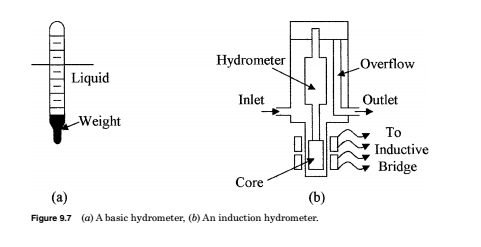 Liquid
Weight
(a)
Hydrometer
Overflow
Inlet
Outlet
To
Inductive
Bridge
Core
(b)
Figure 9.7 (a) A basic hydrometer, (b) An induction hydrometer.